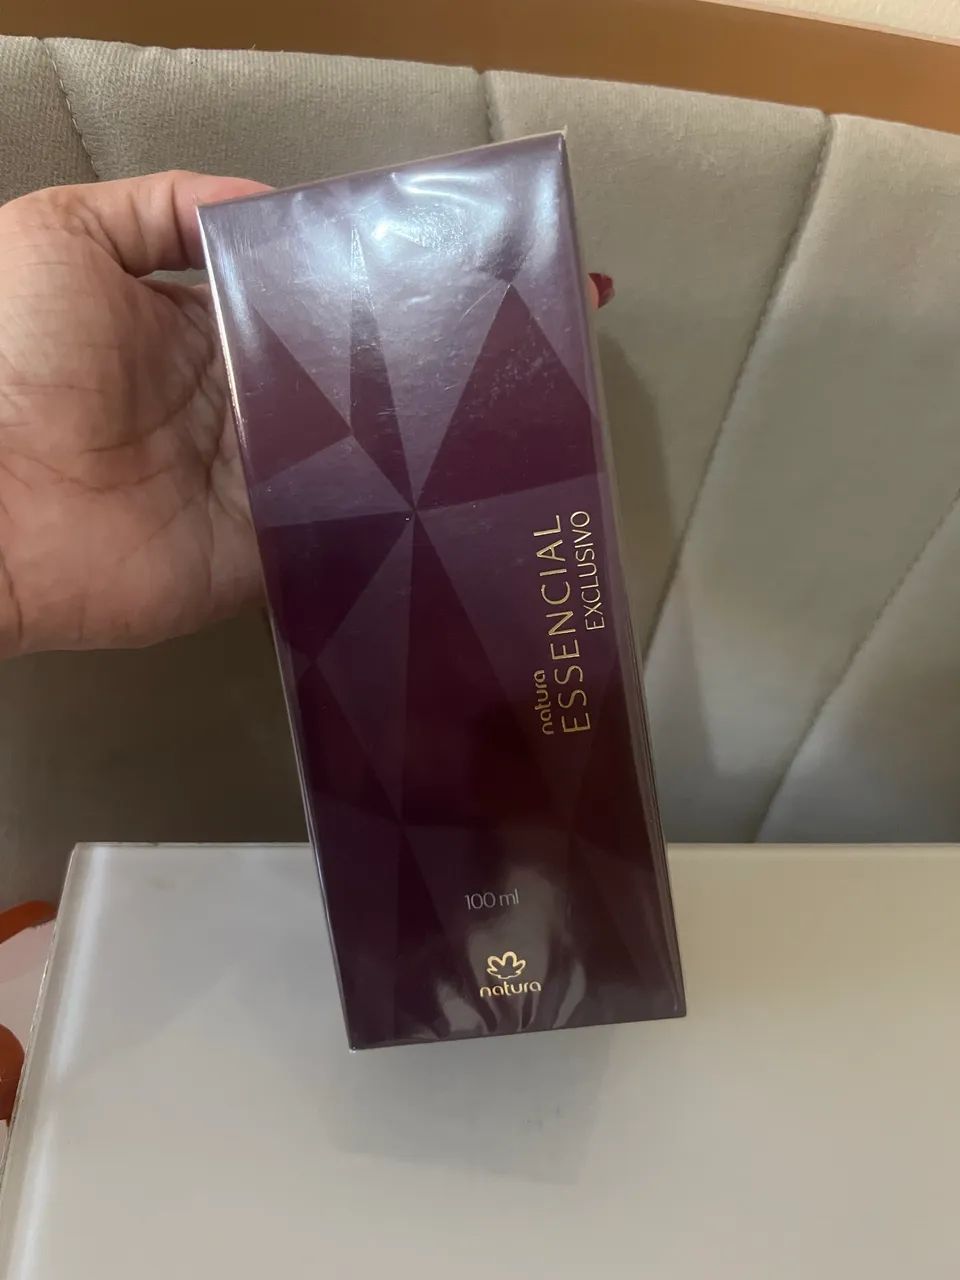 natura
ESSENCIAL
EXCLUSIVO
100 ml
natura